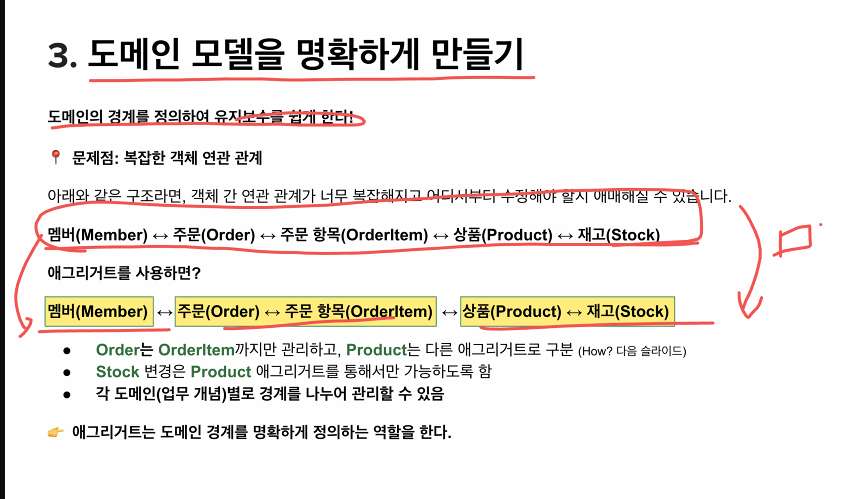 3. 도메인 모델을 명확하게 만들기
도메인의 경계를 정의하여 유지보수를 쉽게 한다!
📍 문제점: 복잡한 객체 연관 관계
아래와 같은 구조라면, 객체 간 연관 관계가 너무 복잡해지고 어디서부터 수정해야 할지 애매해질 수 있습니다.
멤버(Member) ↔ 주문(Order) ↔ 주문 항목(OrderItem) ↔ 상품(Product) ↔ 재고(Stock)
애그리거트를 사용하면?
멤버(Member) ↔ 주문(Order) ↔ 주문 항목(OrderItem) ↔ 상품(Product) ↔ 재고(Stock)
● Order는 OrderItem까지만 관리하고, Product는 다른 애그리거트로 구분 (How? 다음 슬라이드)
● Stock 변경은 Product 애그리거트를 통해서만 가능하도록 함
● 각 도메인(업무 개념)별로 경계를 나누어 관리할 수 있음
👉 애그리거트는 도메인 경계를 명확하게 정의하는 역할을 한다.